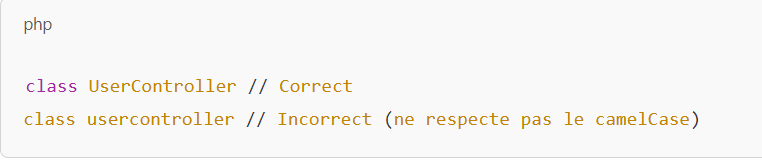 php
class UserController // Correct
class usercontroller // Incorrect (ne respecte pas le camelCase)